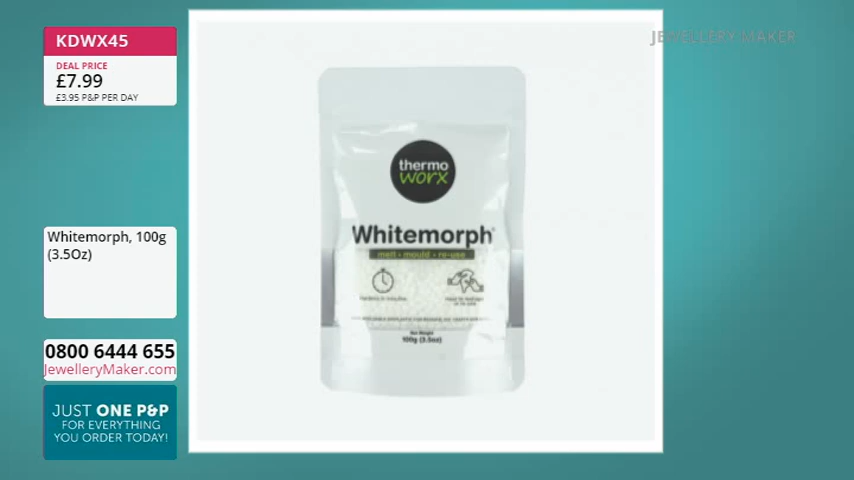 KDWX45
DEAL PRICE
£7.99
£3.95 P&P PER DAY
Whitemorph, 100g
(3.5Oz)
0800 6444 655
JewelleryMaker.com
JUST ONE P&P
FOR EVERYTHING
YOU ORDER TODAY!
JEWELLERY MAKER
thermo
worx
Whitemorph
melt • mould • re-use
Net Weight
100g (3.5oz)